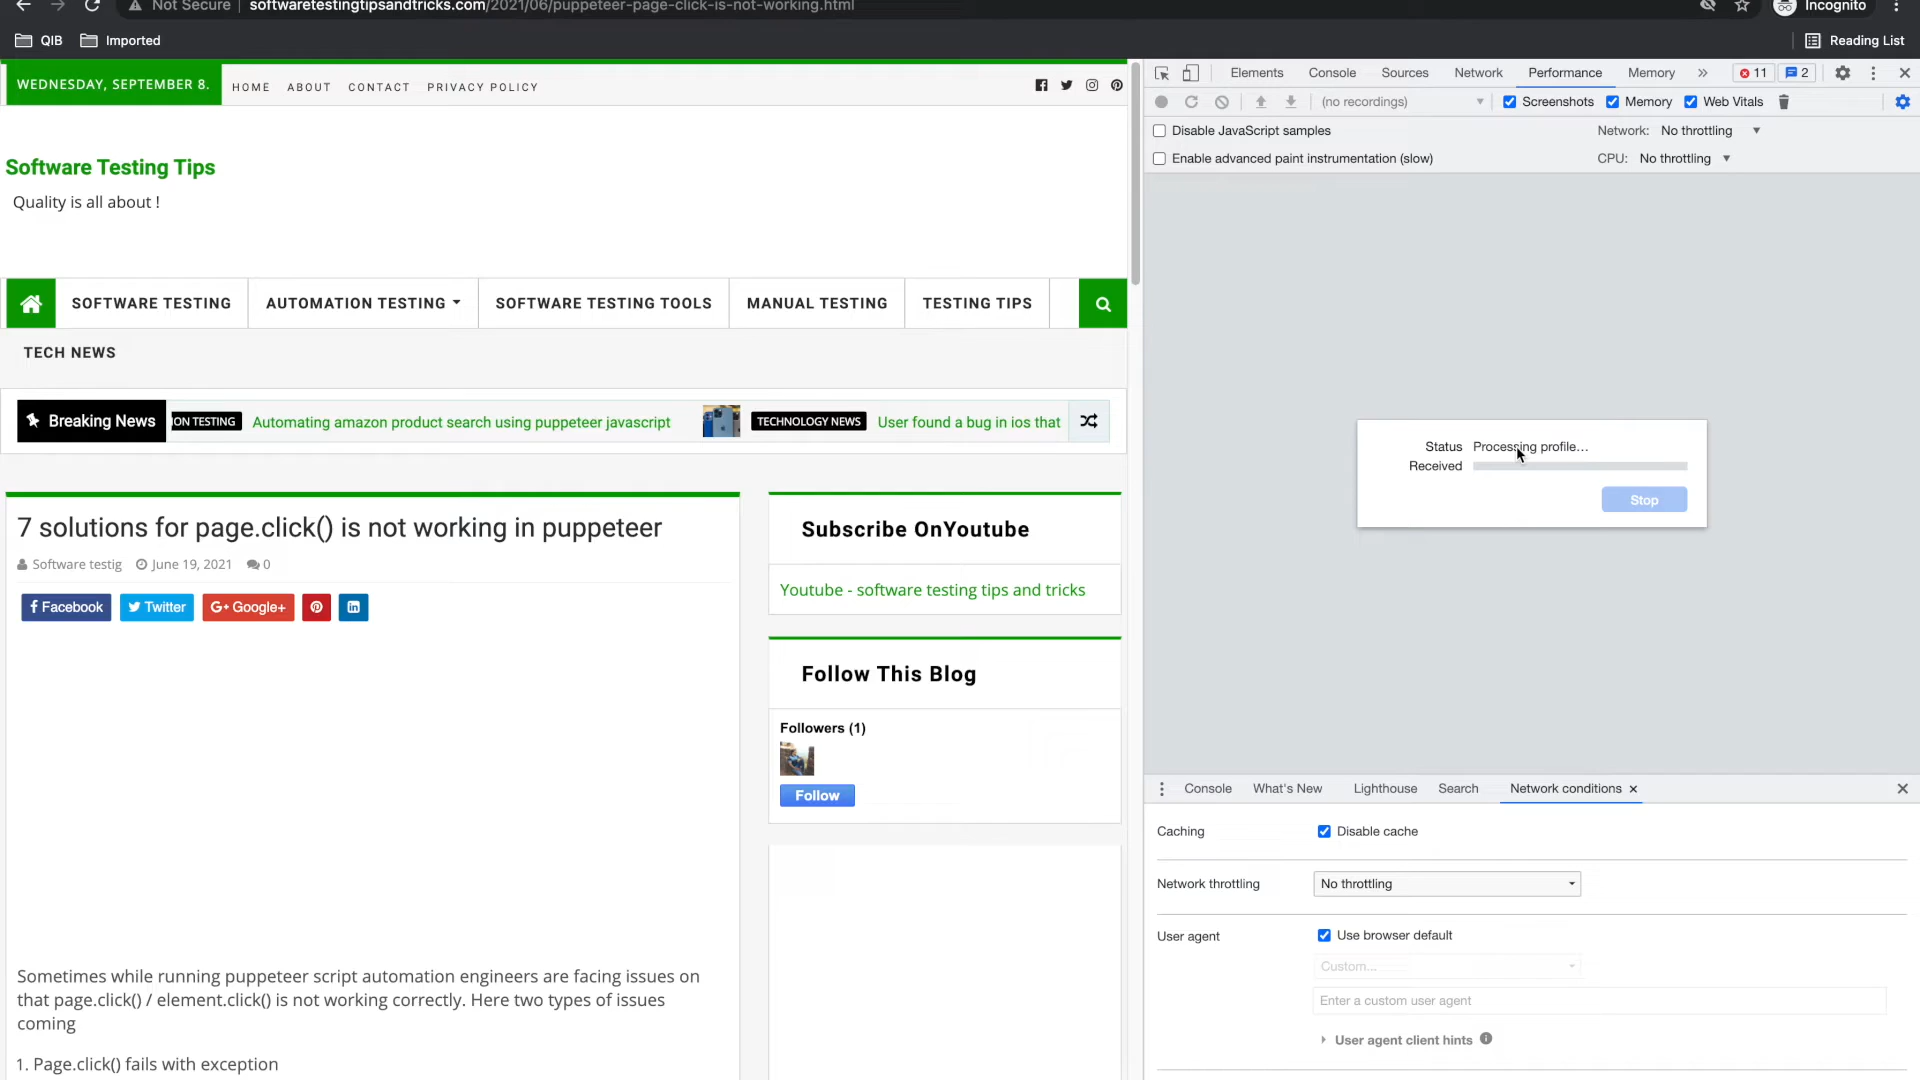 Not Secure | softwaretestingtipsandtricks.com/2021/06/puppeteer-page-click-is-not-working.html
Incognito
QIB
Imported
Reading List
WEDNESDAY, SEPTEMBER 8.
HOME
ABOUT
CONTACT
PRIVACY POLICY
Software Testing Tips
Quality is all about !
SOFTWARE TESTING
AUTOMATION TESTING
SOFTWARE TESTING TOOLS
MANUAL TESTING
TESTING TIPS
TECH NEWS
Breaking News
ION TESTING
Automating amazon product search using puppeteer javascript
TECHNOLOGY NEWS
User found a bug in ios that
7 solutions for page.click() is not working in puppeteer
Software testig
June 19, 2021
0
Facebook
Twitter
G+ Google+
Sometimes while running puppeteer script automation engineers are facing issues on
that page.click() / element.click() is not working correctly. Here two types of issues
coming
1. Page.click() fails with exception
Subscribe OnYoutube
Youtube - software testing tips and tricks
Follow This Blog
Followers (1)
Follow
Elements
Console
Sources
Network
Performance
Memory
11
2
(no recordings)
Screenshots
Memory
Web Vitals
Disable JavaScript samples
Network: No throttling
Enable advanced paint instrumentation (slow)
CPU: No throttling
Status Processing profile…
Received
Stop
Console
What's New
Lighthouse
Search
Network conditions
Caching
Disable cache
Network throttling
No throttling
User agent
Use browser default
Custom...
Enter a custom user agent
User agent client hints